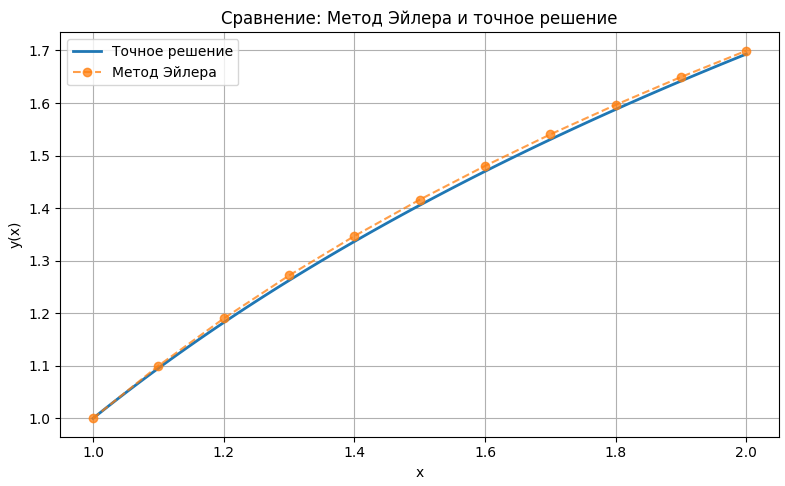 Сравнение: Метод Эйлера и точное решение
Точное решение
Метод Эйлера
y(x)
1.7
1.6
1.5
1.4
1.3
1.2
1.1
1.0
1.0
1.2
1.4
1.6
1.8
2.0
x